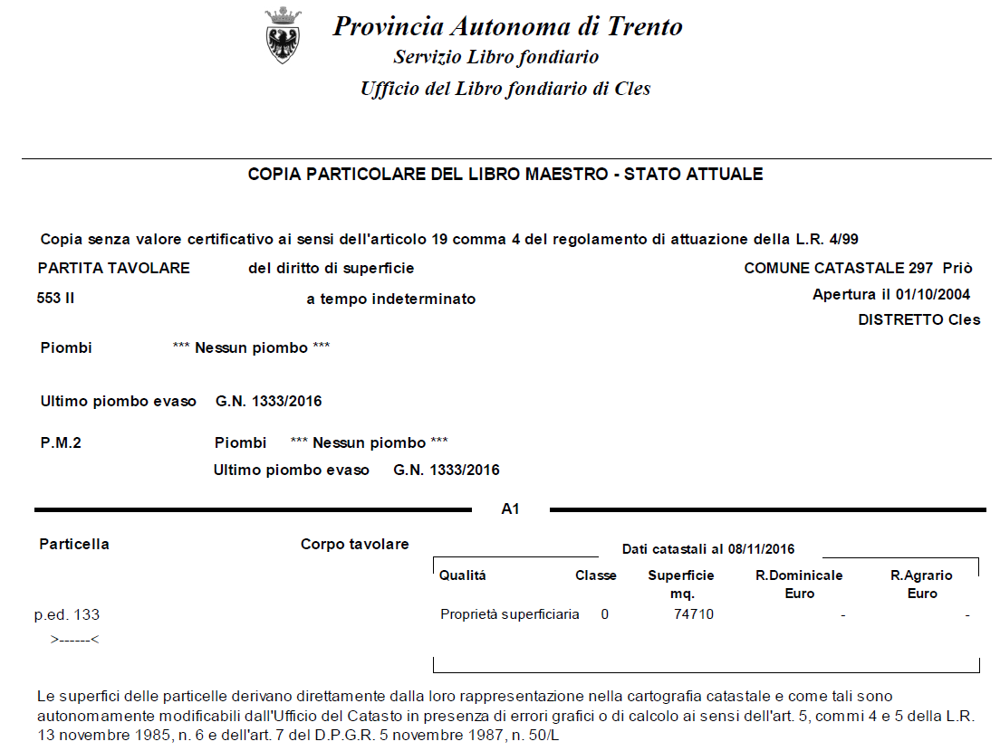 Provincia Autonoma di Trento
Servizio Libro fondiario
Ufficio del Libro fondiario di Cles
COPIA PARTICOLARE DEL LIBRO MAESTRO - STATO ATTUALE
Copia senza valore certificativo ai sensi dell'articolo 19 comma 4 del regolamento di attuazione della L.R. 4/99
PARTITA TAVOLARE del diritto di superficie COMUNE CATASTALE 297 Priò
553 II a tempo indeterminato Apertura il 01/10/2004
DISTRETTO Cles
Piombi *** Nessun piombo ***
Ultimo piombo evaso G.N. 1333/2016
P.M.2 Piombi *** Nessun piombo ***
Ultimo piombo evaso G.N. 1333/2016
A1
Particella Corpo tavolare Dati catastali al 08/11/2016
Qualitá Classe Superficie R.Dominicale R.Agrario
mq. Euro Euro
p.ed. 133 Proprietà superficiaria 0 74710 - -
>------<
Le superfici delle particelle derivano direttamente dalla loro rappresentazione nella cartografia catastale e come tali sono
autonomamente modificabili dall'Ufficio del Catasto in presenza di errori grafici o di calcolo ai sensi dell'art. 5, commi 4 e 5 della L.R.
13 novembre 1985, n. 6 e dell'art. 7 del D.P.G.R. 5 novembre 1987, n. 50/L